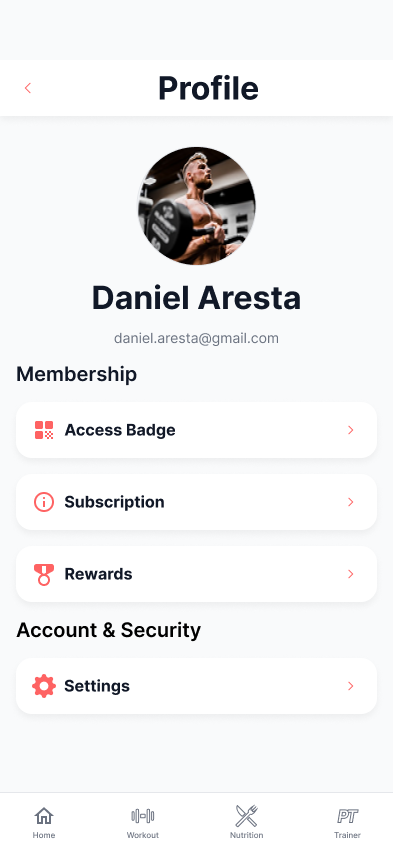 Profile
Daniel Aresta
daniel.aresta@gmail.com
Membership
Access Badge
Subscription
Rewards
Account & Security
Settings
PT
Home Workout Nutrition Trainer